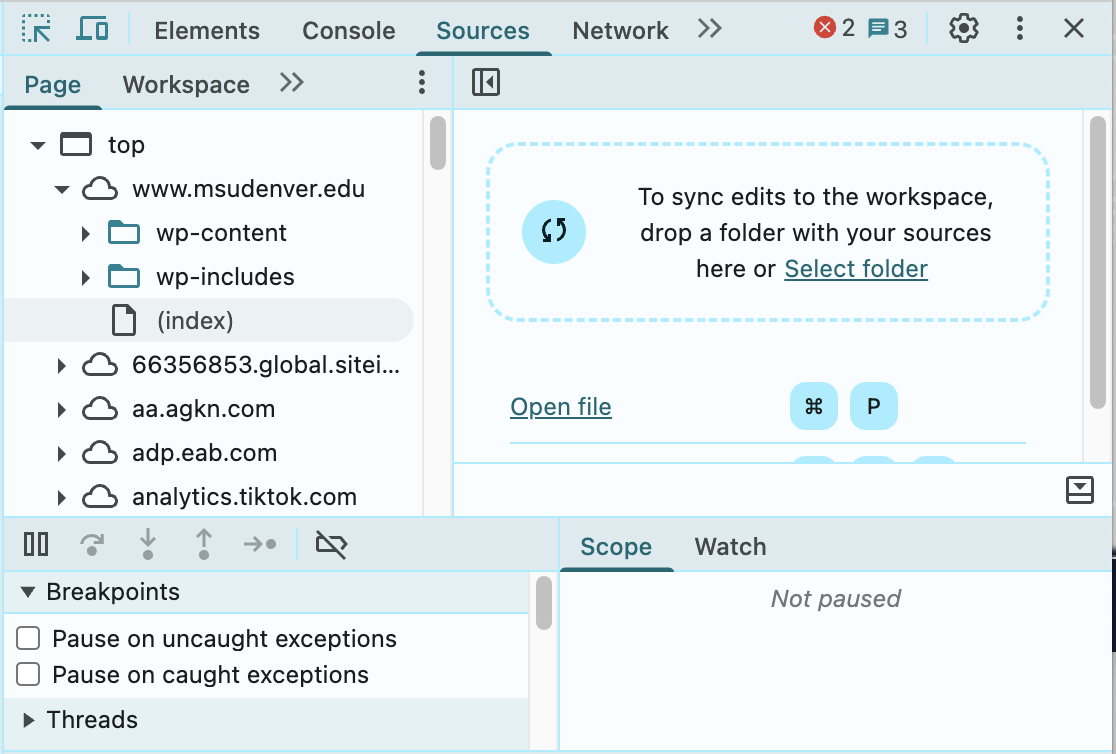 Elements Console Sources Network 2 3
Page Workspace
top
www.msudenver.edu
wp-content
wp-includes
(index)
66356853.global.sitei...
aa.agkn.com
adp.eab.com
analytics.tiktok.com
To sync edits to the workspace,
drop a folder with your sources
here or Select folder
Open file ⌘ P
Scope Watch
Breakpoints
Pause on uncaught exceptions
Pause on caught exceptions
Threads
Not paused